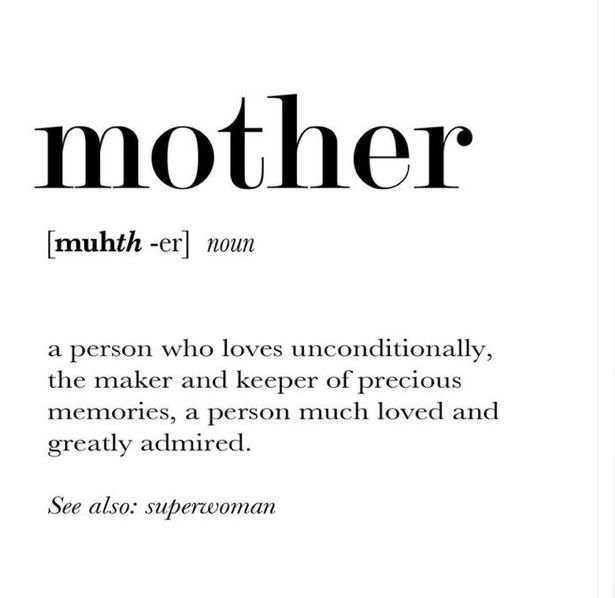 mother
[muhth -er] noun
a person who loves unconditionally,
the maker and keeper of precious
memories, a person much loved and
greatly admired.
See also: superwoman